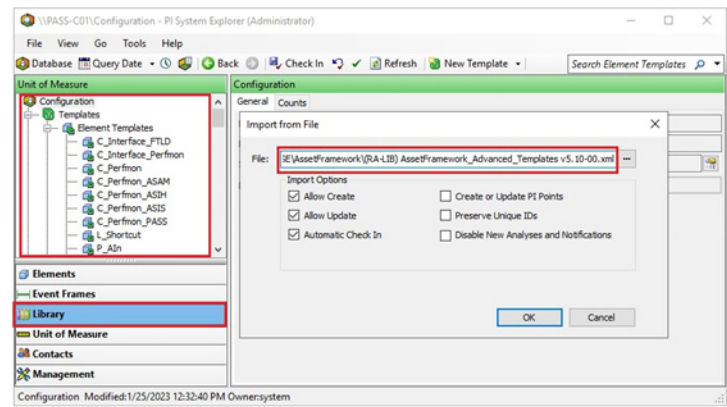 \\PASS-C01\Configuration - PI System Explorer (Administrator)
File View Go Tools Help
Database Query Date Back Check In Refresh New Template Search Element Templates
Unit of Measure
Configuration
Templates
Element Templates
C_Interface_FTLD
C_Interface_Perfmon
C_Perfmon
C_Perfmon_ASAM
C_Perfmon_ASIH
C_Perfmon_ASIS
C_Perfmon_PASS
L_Shortcut
P_AIn
Elements
Event Frames
Library
Unit of Measure
Contacts
Management
Configuration
General Counts
Import from File
File: GE\AssetFramework\(RA-LIB) AssetFramework_Advanced_Templates v5.10-00.xml ...
Import Options
Allow Create Create or Update PI Points
Allow Update Preserve Unique IDs
Automatic Check In Disable New Analyses and Notifications
OK Cancel
Configuration Modified:1/25/2023 12:32:40 PM Owner:system